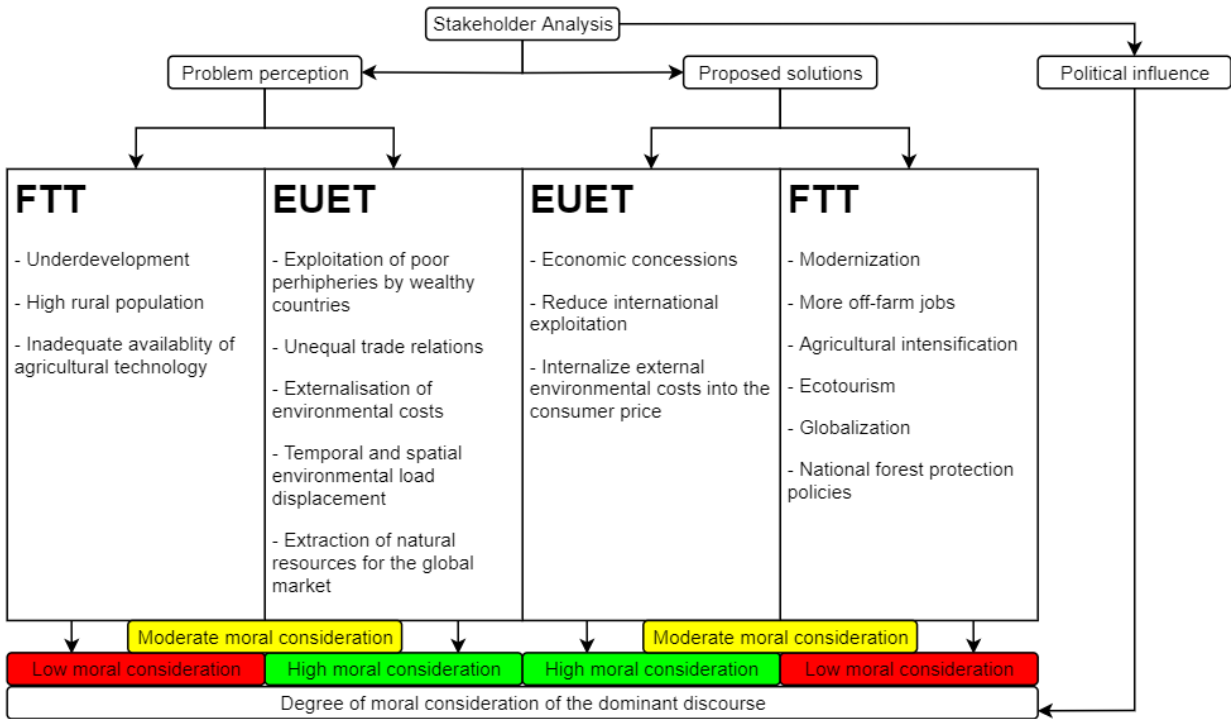 Stakeholder Analysis
Problem perception
Proposed solutions
Political influence
FTT
- Underdevelopment
- High rural population
- Inadequate availablity of
agricultural technology
EUET
- Exploitation of poor
perhipheries by wealthy
countries
- Unequal trade relations
- Externalisation of
environmental costs
- Temporal and spatial
environmental load
displacement
- Extraction of natural
resources for the global
market
EUET
- Economic concessions
- Reduce international
exploitation
- Internalize external
environmental costs into the
consumer price
FTT
- Modernization
- More off-farm jobs
- Agricultural intensification
- Ecotourism
- Globalization
- National forest protection
policies
Moderate moral consideration
Moderate moral consideration
Low moral consideration
High moral consideration
High moral consideration
Low moral consideration
Degree of moral consideration of the dominant discourse